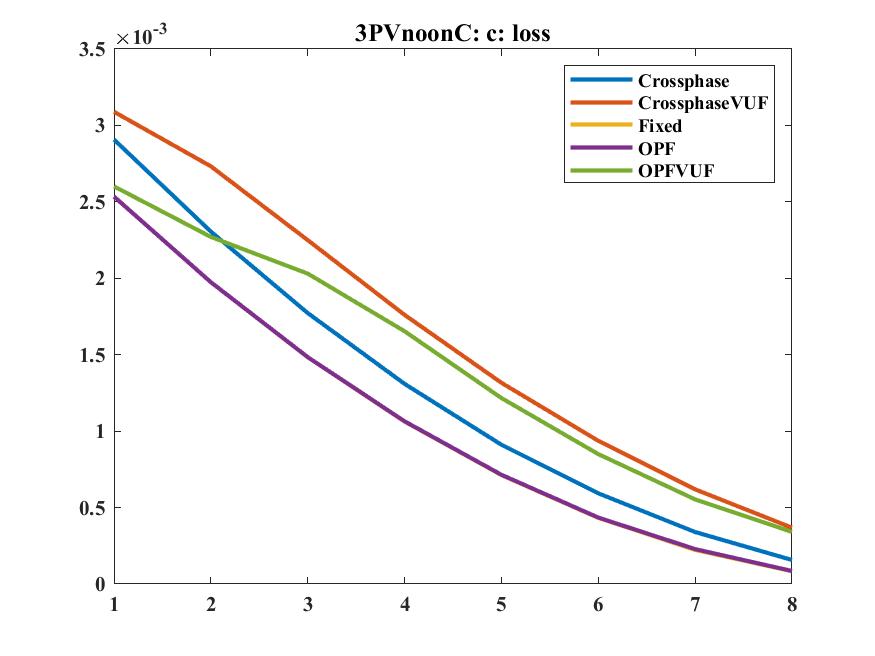 3PVnoonC: c: loss
×10-3
3.5
3
2.5
2
1.5
1
0.5
0
1 2 3 4 5 6 7 8
Crossphase
CrossphaseVUF
Fixed
OPF
OPFVUF